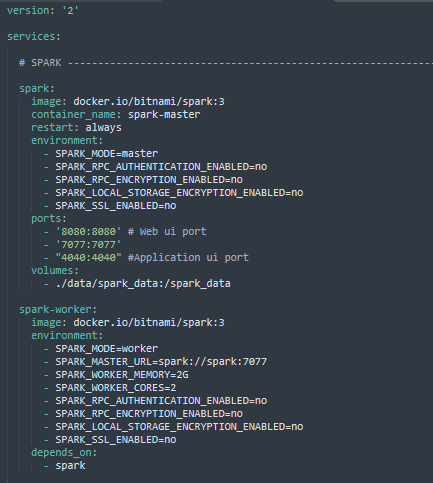 version: '2'
services:
# SPARK -----------------------------------------------------------
spark:
image: docker.io/bitnami/spark:3
container_name: spark-master
restart: always
environment:
- SPARK_MODE=master
- SPARK_RPC_AUTHENTICATION_ENABLED=no
- SPARK_RPC_ENCRYPTION_ENABLED=no
- SPARK_LOCAL_STORAGE_ENCRYPTION_ENABLED=no
- SPARK_SSL_ENABLED=no
ports:
- '8080:8080' # Web ui port
- '7077:7077'
- "4040:4040" #Application ui port
volumes:
- ./data/spark_data:/spark_data
spark-worker:
image: docker.io/bitnami/spark:3
environment:
- SPARK_MODE=worker
- SPARK_MASTER_URL=spark://spark:7077
- SPARK_WORKER_MEMORY=2G
- SPARK_WORKER_CORES=2
- SPARK_RPC_AUTHENTICATION_ENABLED=no
- SPARK_RPC_ENCRYPTION_ENABLED=no
- SPARK_LOCAL_STORAGE_ENCRYPTION_ENABLED=no
- SPARK_SSL_ENABLED=no
depends_on:
- spark